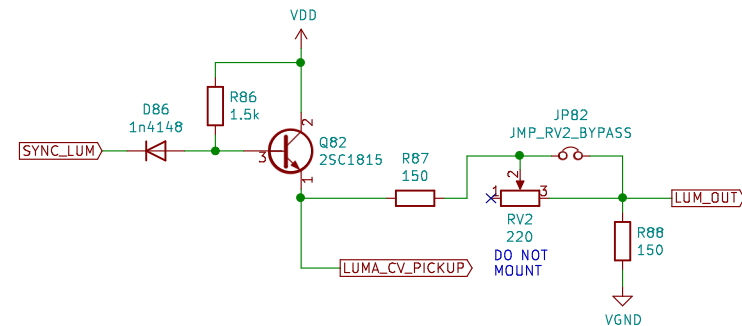 VDD
D86
1n4148
R86
1.5k
SYNC_LUM
2
3
1
Q82
2SC1815
R87
150
JP82
JMP_RV2_BYPASS
2
1
3
RV2
220
DO NOT
MOUNT
LUM_OUT
R88
150
LUMA_CV_PICKUP
VGND